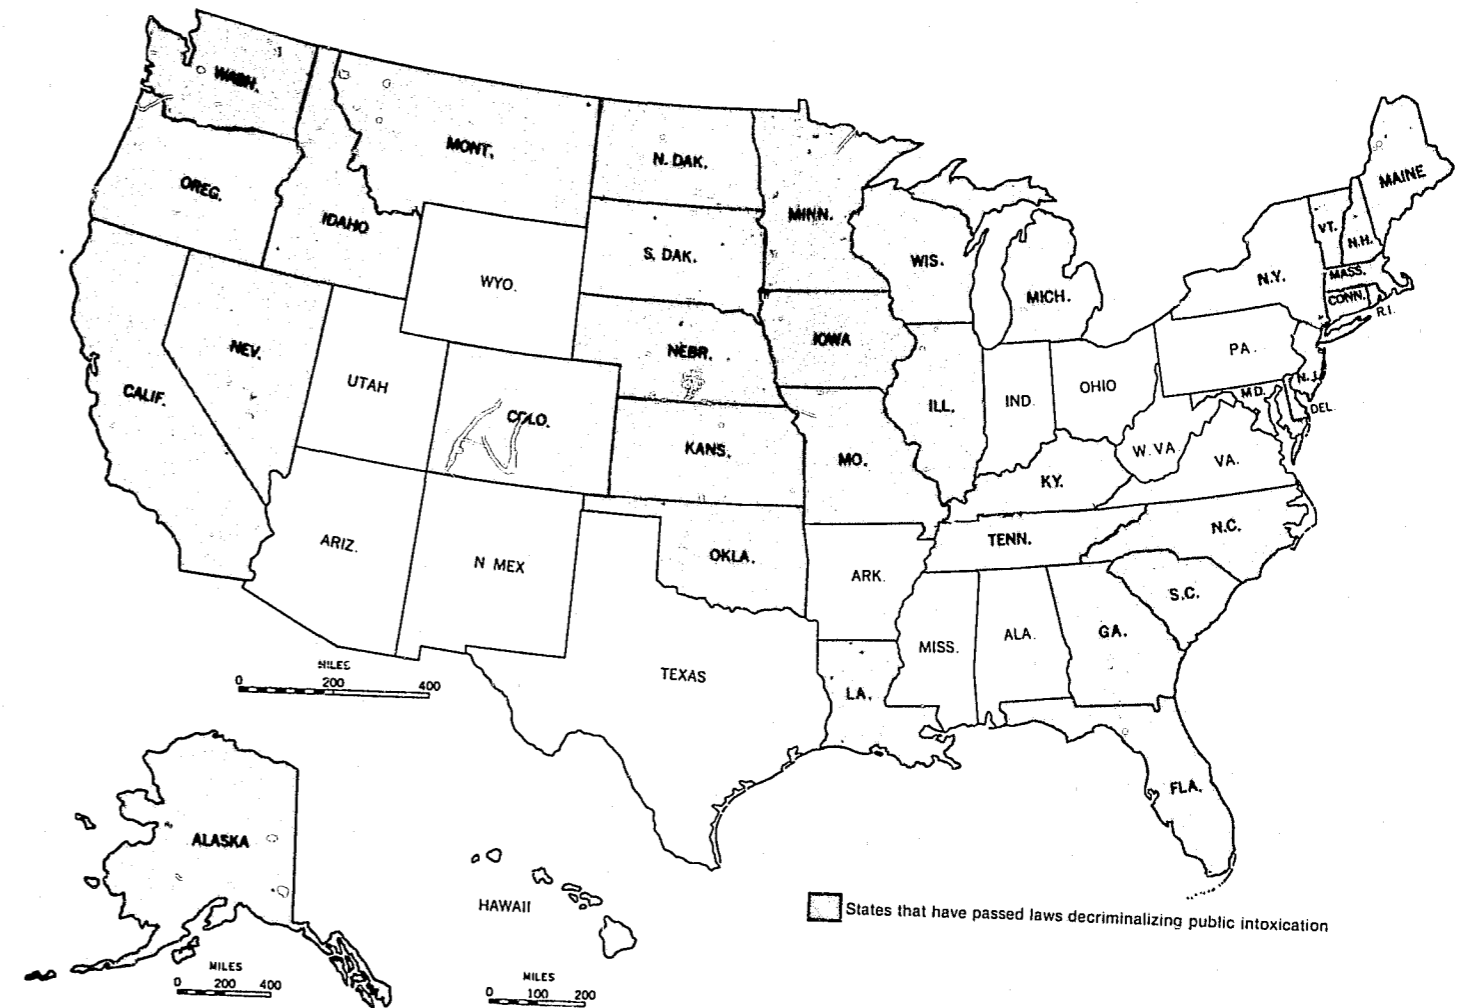 WASH.
MONT.
N. DAK.
MINN.
OREG.
IDAHO
S. DAK.
WYO.
WIS.
MICH.
MAINE
VT.
N.H.
MASS.
CONN.
R.I.
N.Y.
NEV.
UTAH
CALIF.
COLO.
NEBR.
IOWA
KANS.
MO.
ILL.
IND.
OHIO
PA.
N.J.
MD.
DEL.
W. VA.
VA.
KY.
ARIZ.
N MEX
OKLA.
ARK.
TENN.
N.C.
S.C.
TEXAS
LA.
MISS.
ALA.
GA.
FLA.
MILES
0 200 400
ALASKA
MILES
0 200 400
HAWAII
MILES
0 100 200
States that have passed laws decriminalizing public intoxication